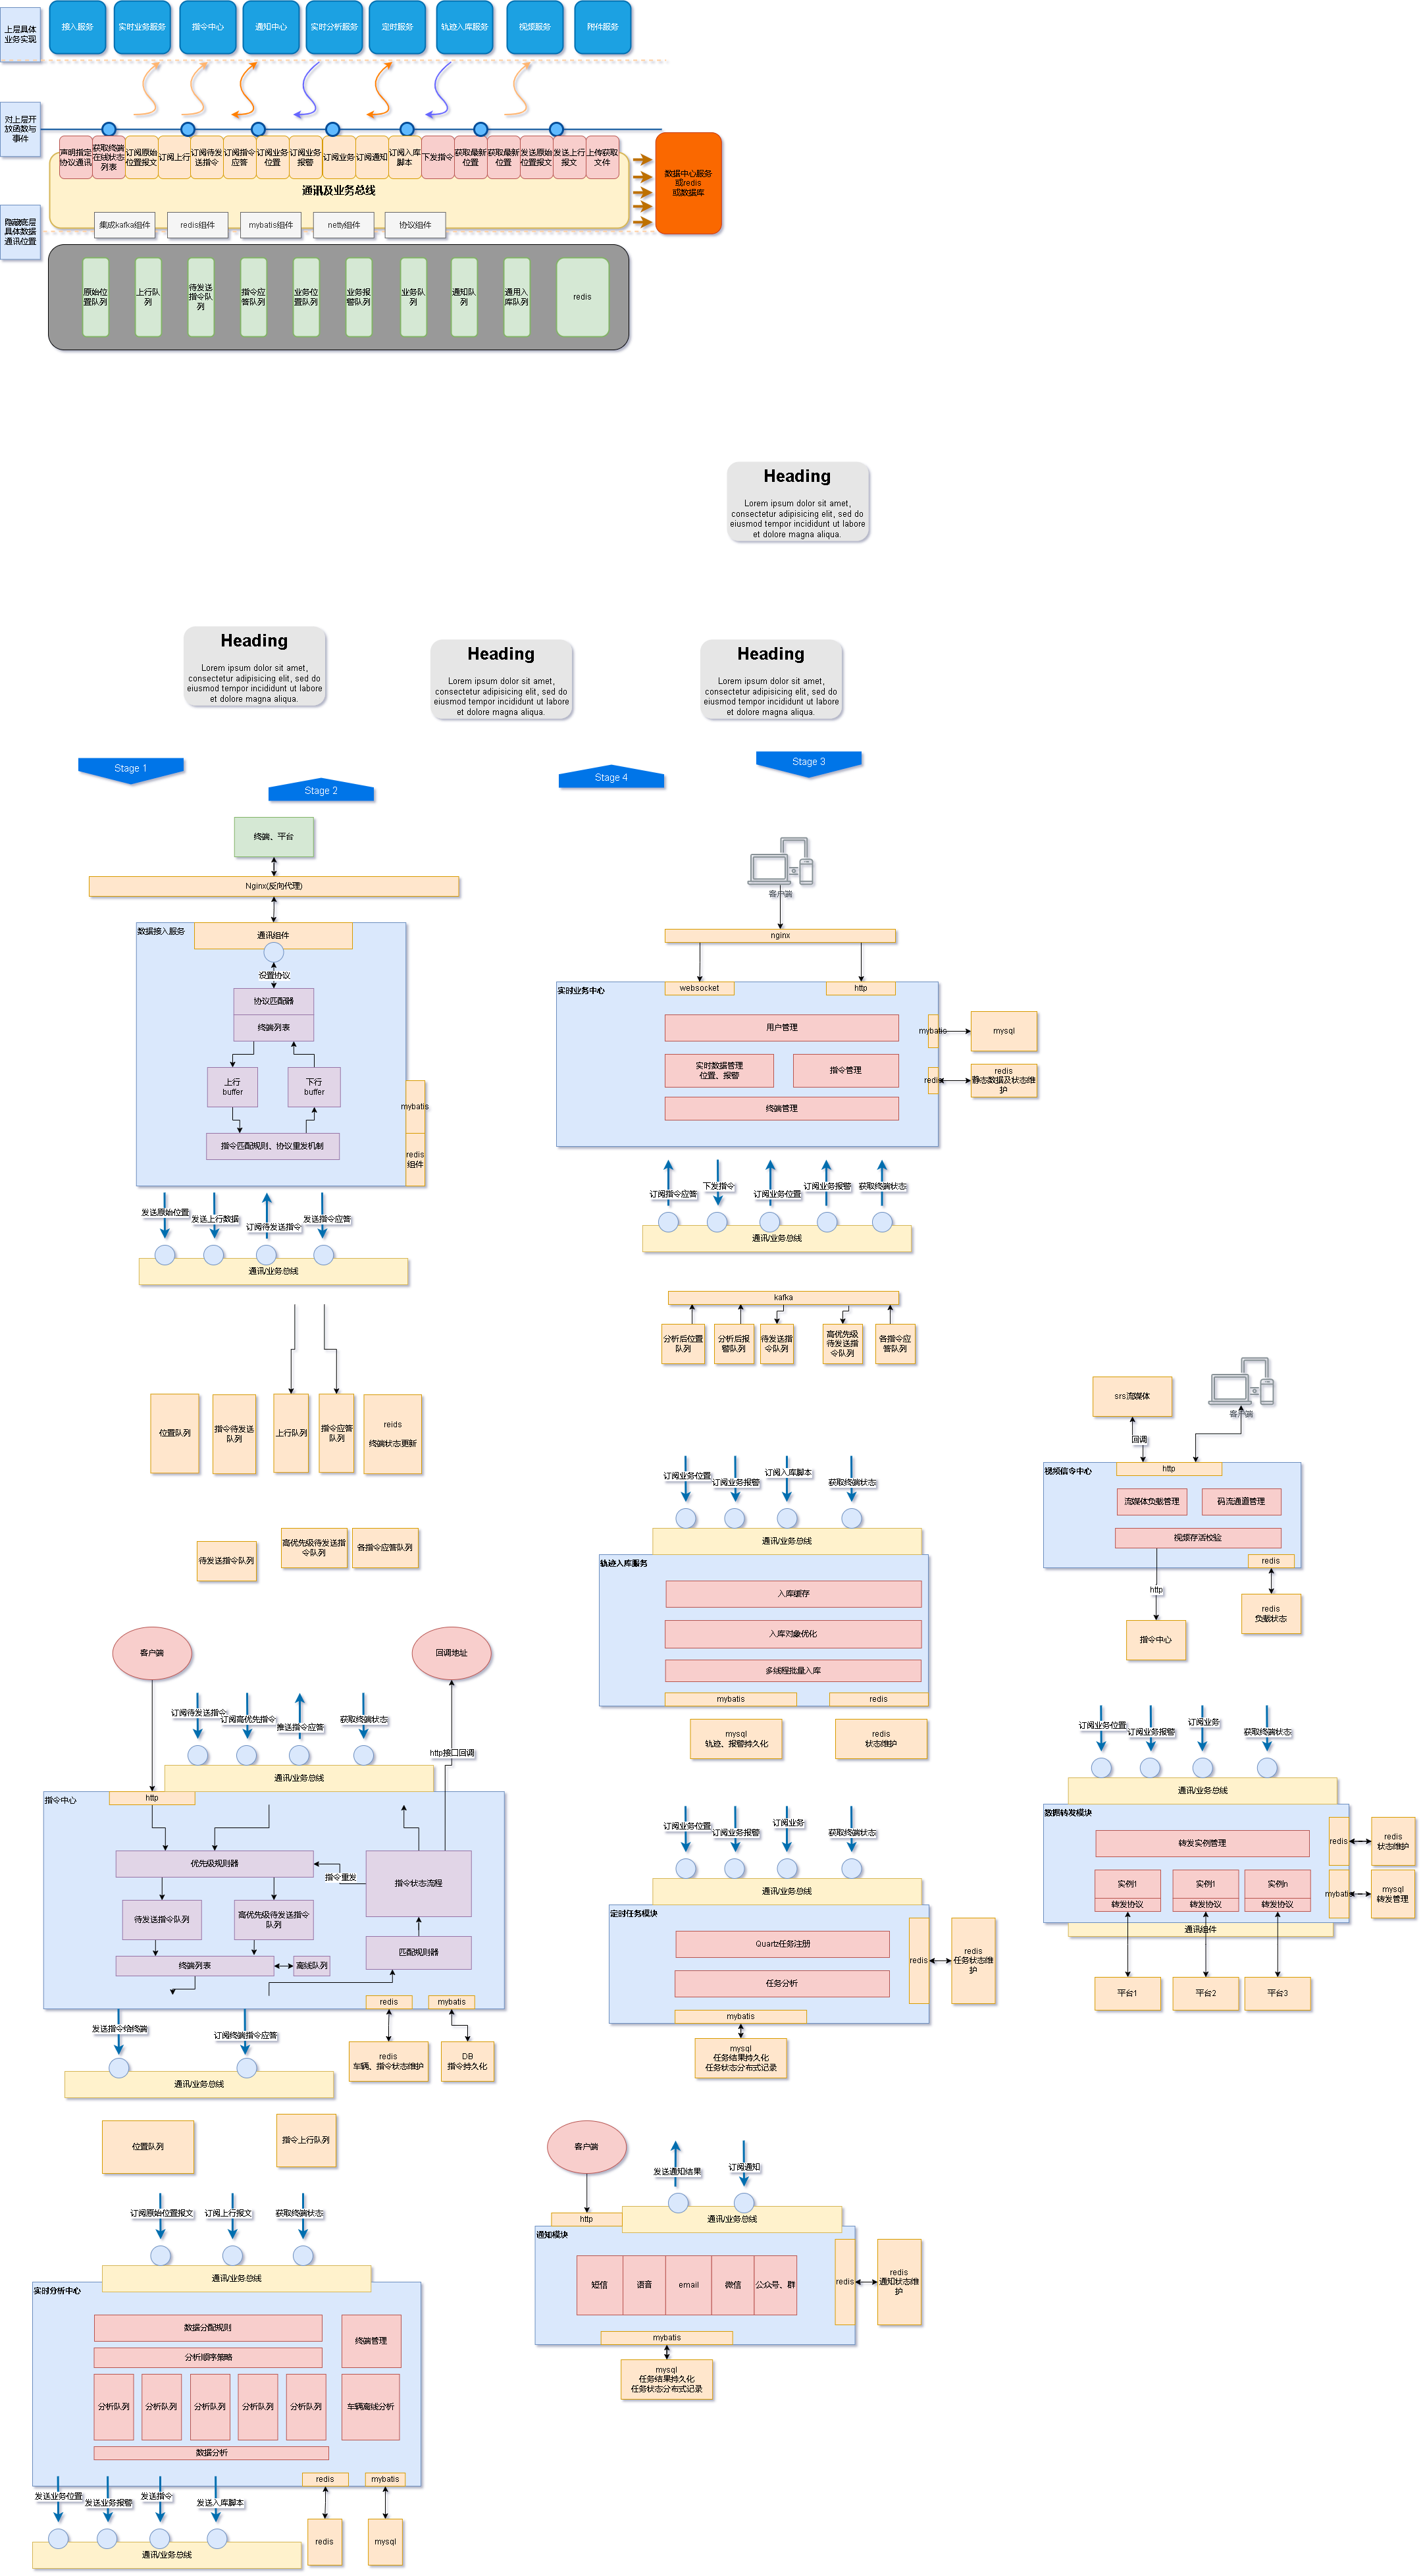 上层具体
业务实现
接入服务
实时业务服务
指令中心
通知中心
实时分析服务
定时服务
轨迹入库服务
视频服务
附件服务
对上层开
放函数与
事件
声明指定
协议通讯
获取终端
在线状态
列表
订阅原始
位置报文
订阅上行
订阅待发
送指令
订阅指令
应答
订阅业务
位置
订阅业务
报警
订阅业务
订阅通知
订阅入库
脚本
下发指令
获取最新
位置
获取最新
位置
发送原始
位置报文
发送上行
报文
上传获取
文件
通讯及业务总线
数据中心服务
或redis
或数据库
隐藏底层
具体数据
通讯位置
集成kafka组件
redis组件
mybatis组件
netty组件
协议组件
原始位
置队列
上行队
列
待发送
指令队
列
指令应
答队列
业务位
置队列
业务报
警队列
业务队
列
通知队
列
通用入
库队列
redis
Heading
Lorem ipsum dolor sit amet,
consectetur adipisicing elit, sed do
eiusmod tempor incididunt ut labore
et dolore magna aliqua.
Heading
Lorem ipsum dolor sit amet,
consectetur adipisicing elit, sed do
eiusmod tempor incididunt ut labore
et dolore magna aliqua.
Heading
Lorem ipsum dolor sit amet,
consectetur adipisicing elit, sed do
eiusmod tempor incididunt ut labore
et dolore magna aliqua.
Heading
Lorem ipsum dolor sit amet,
consectetur adipisicing elit, sed do
eiusmod tempor incididunt ut labore
et dolore magna aliqua.
Stage 1
Stage 2
Stage 4
Stage 3
终端、平台
Nginx(反向代理)
数据接入服务
通讯组件
设置协议
协议匹配器
终端列表
上行
buffer
下行
buffer
指令匹配规则、协议重发机制
mybatis
redis
组件
发送原始位置
发送上行数据
订阅待发送指令
发送指令应答
通讯/业务总线
位置队列
指令待发送
队列
上行队列
指令应答
队列
reids
终端状态更新
待发送指令队列
高优先级待发送指
令队列
各指令应答队列
客户端
nginx
实时业务中心
websocket
http
用户管理
实时数据管理
位置、报警
指令管理
终端管理
mybatis
mysql
redis
redis
静态数据及状态维
护
订阅指令应答
下发指令
订阅业务位置
订阅业务报警
获取终端状态
通讯/业务总线
kafka
分析后位置
队列
分析后报
警队列
待发送指
令队列
高优先级
待发送指
令队列
各指令应
答队列
订阅业务位置
订阅业务报警
订阅入库脚本
获取终端状态
通讯/业务总线
轨迹入库服务
入库缓存
入库对象优化
多线程批量入库
mybatis
redis
mysql
轨迹、报警持久化
redis
状态维护
srs流媒体
客户端
回调
视频信令中心
http
流媒体负载管理
码流通道管理
视频存活校验
redis
http
redis
负载状态
指令中心
客户端
回调地址
订阅待发送指令
订阅高优先指令
推送指令应答
获取终端状态
http接口回调
通讯/业务总线
指令中心
http
优先级规则器
指令重发
指令状态流程
待发送指令队列
高优先级待发送指令
队列
匹配规则器
终端列表
离线队列
redis
mybatis
发送指令给终端
订阅终端指令应答
redis
车辆、指令状态维护
DB
指令持久化
通讯/业务总线
位置队列
指令上行队列
订阅业务位置
订阅业务报警
订阅业务
获取终端状态
通讯/业务总线
定时任务模块
Quartz任务注册
任务分析
mybatis
redis
redis
任务状态维
护
mysql
任务结果持久化
任务状态分布式记录
订阅业务位置
订阅业务报警
订阅业务
获取终端状态
通讯/业务总线
数据转发模块
转发实例管理
实例1
转发协议
实例1
转发协议
实例n
转发协议
通讯组件
redis
redis
状态维护
mybatis
mysql
转发管理
平台1
平台2
平台3
订阅原始位置报文
订阅上行报文
获取终端状态
通讯/业务总线
实时分析中心
数据分配规则
分析顺序策略
终端管理
分析队列
分析队列
分析队列
分析队列
分析队列
车辆离线分析
数据分析
redis
mybatis
发送业务位置
发送业务报警
发送指令
发送入库脚本
redis
mysql
通讯/业务总线
客户端
发送通知结果
订阅通知
http
通讯/业务总线
通知模块
短信
语音
email
微信
公众号、群
redis
redis
通知状态维
护
mybatis
mysql
任务结果持久化
任务状态分布式记录